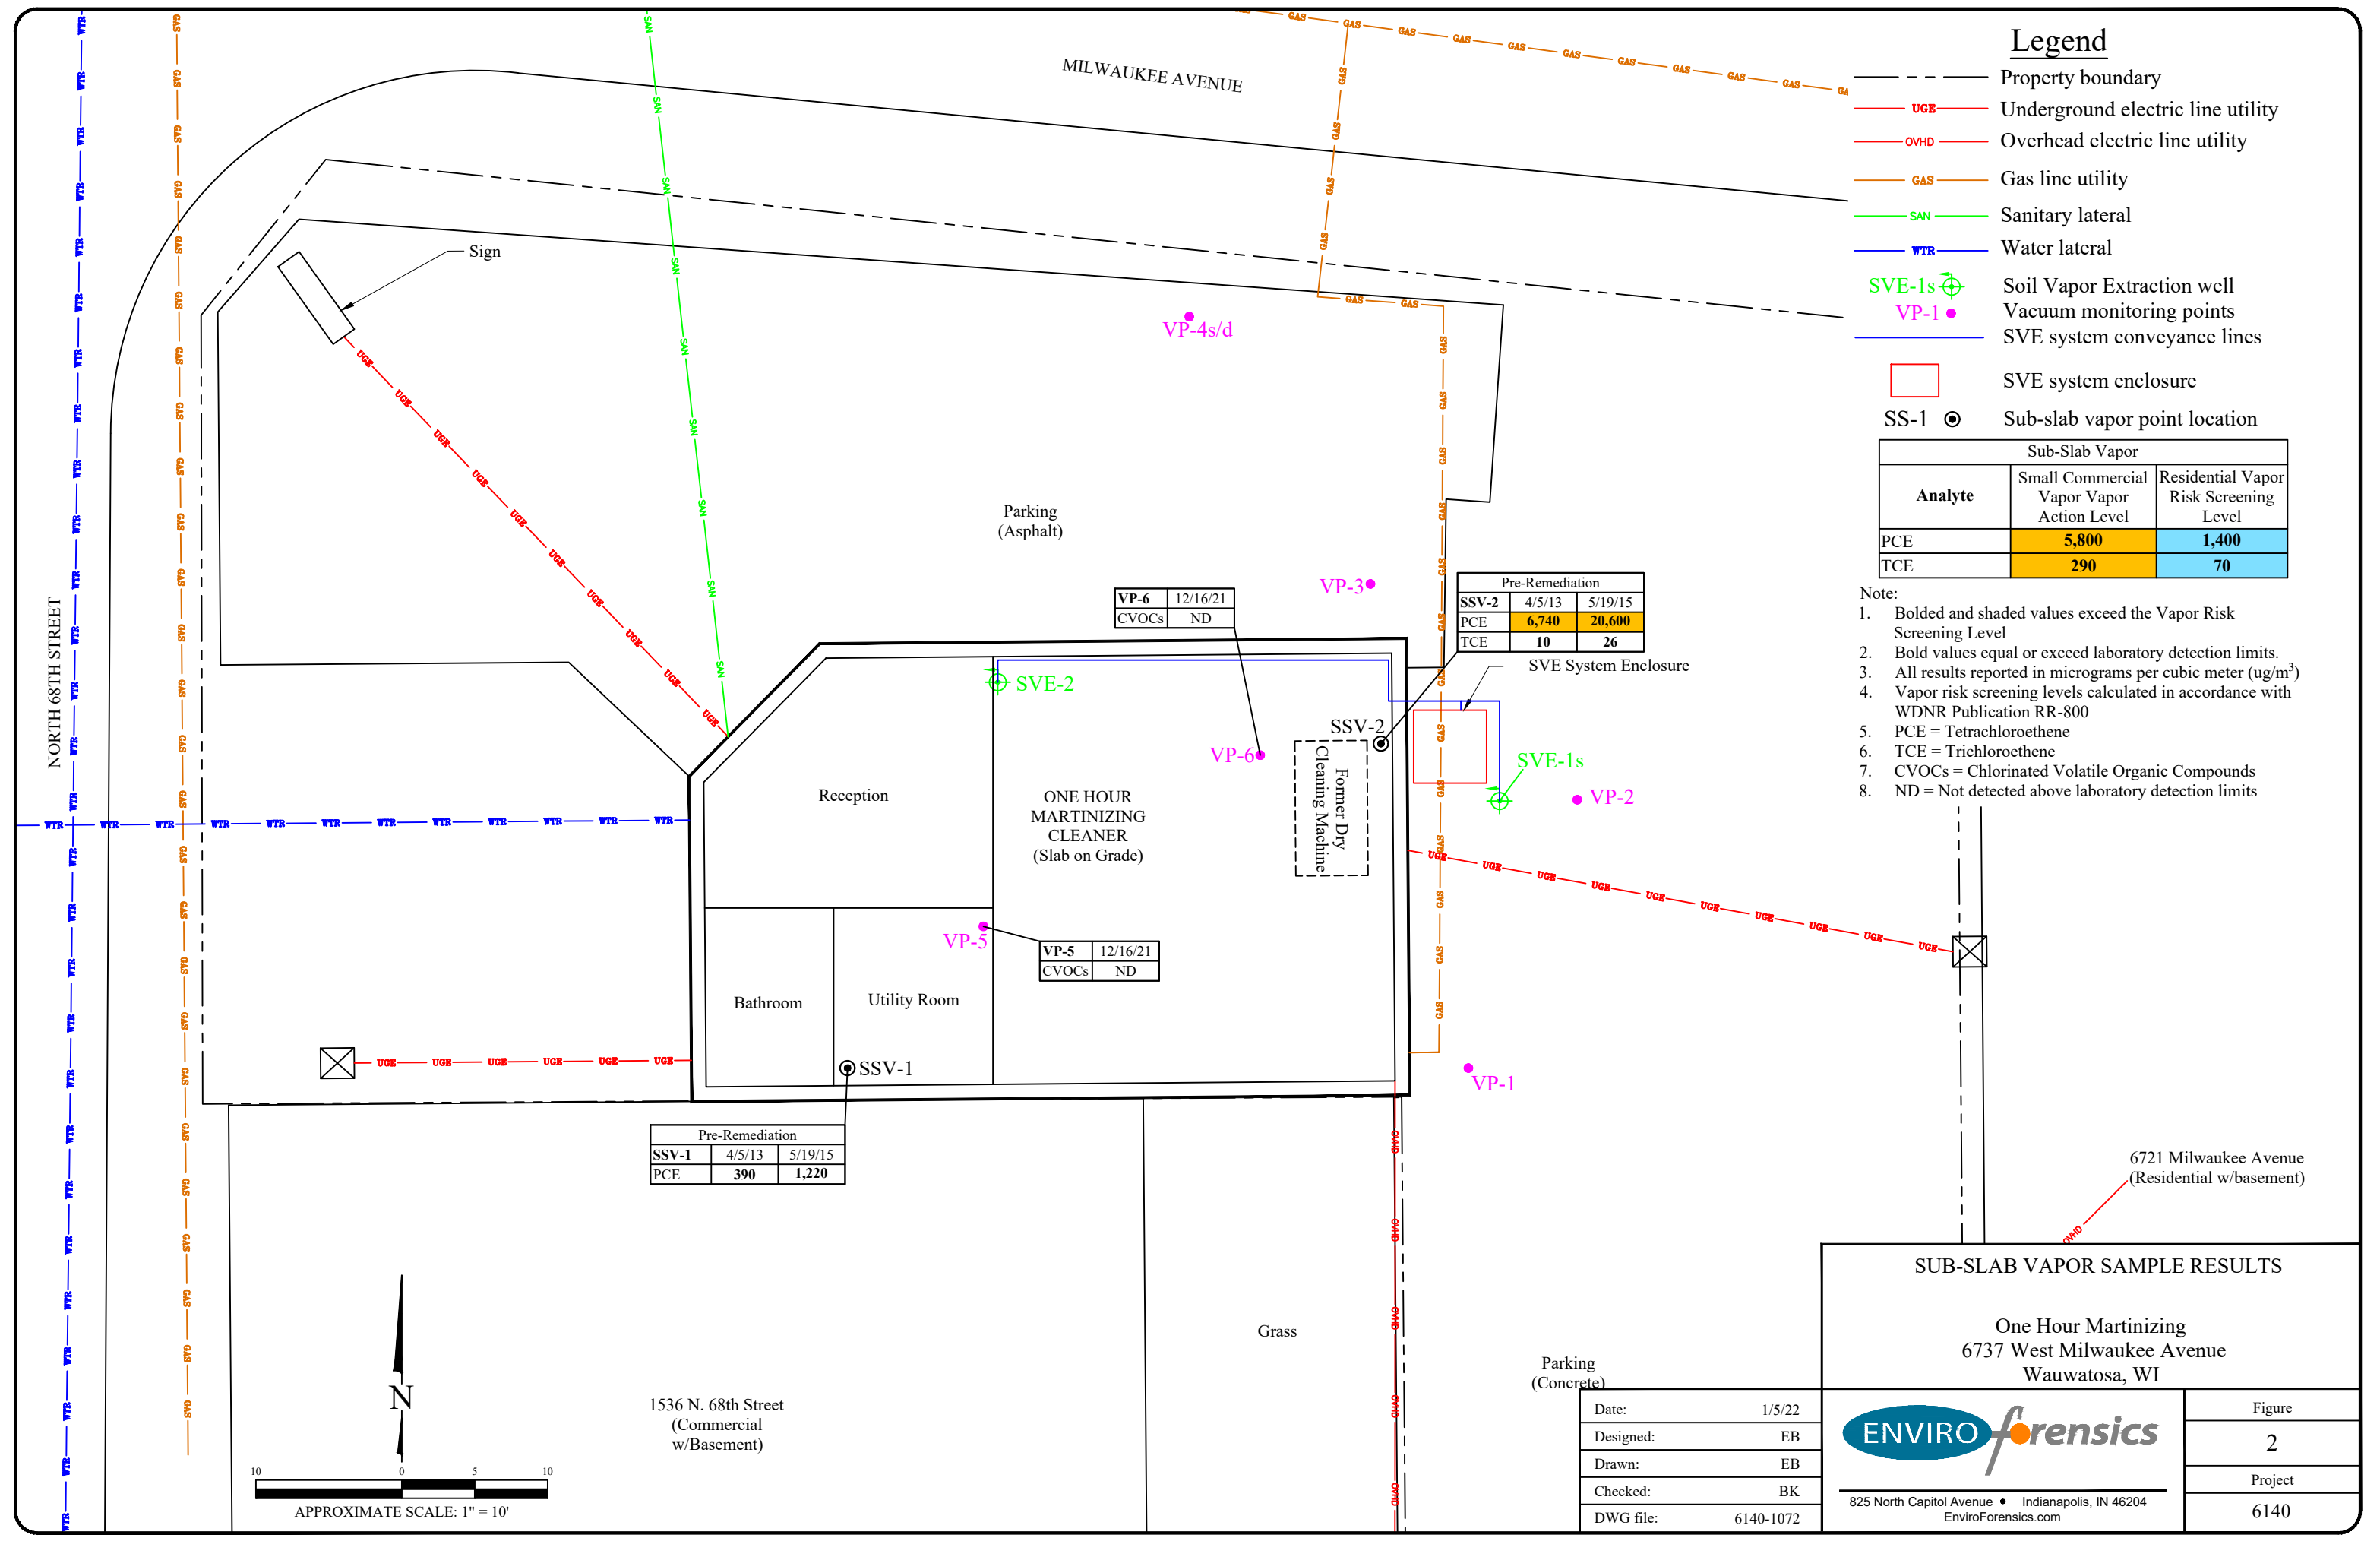 MILWAUKEE AVENUE
NORTH 68TH STREET
Sign
Parking
(Asphalt)
VP-4s/d
VP-3
VP-6 12/16/21
CVOCs ND
Pre-Remediation
SSV-2 4/5/13 5/19/15
PCE 6,740 20,600
TCE 10 26
SVE System Enclosure
SVE-2
SSV-2
VP-6
SVE-1s
VP-2
Reception
ONE HOUR
MARTINIZING
CLEANER
(Slab on Grade)
Former Dry
Cleaning Machine
VP-5
VP-5 12/16/21
CVOCs ND
Bathroom
Utility Room
SSV-1
VP-1
Pre-Remediation
SSV-1 4/5/13 5/19/15
PCE 390 1,220
Grass
Parking
(Concrete)
1536 N. 68th Street
(Commercial
w/Basement)
6721 Milwaukee Avenue
(Residential w/basement)
OVHD
N
10 0 5 10
APPROXIMATE SCALE: 1" = 10'
Legend
Property boundary
UGE Underground electric line utility
OVHD Overhead electric line utility
GAS Gas line utility
SAN Sanitary lateral
WTR Water lateral
SVE-1s Soil Vapor Extraction well
VP-1 Vacuum monitoring points
SVE system conveyance lines
SVE system enclosure
SS-1 Sub-slab vapor point location
Sub-Slab Vapor
Analyte
Small Commercial
Vapor Vapor
Action Level
Residential Vapor
Risk Screening
Level
PCE 5,800 1,400
TCE 290 70
Note:
1. Bolded and shaded values exceed the Vapor Risk
Screening Level
2. Bold values equal or exceed laboratory detection limits.
3. All results reported in micrograms per cubic meter (ug/m³)
4. Vapor risk screening levels calculated in accordance with
WDNR Publication RR-800
5. PCE = Tetrachloroethene
6. TCE = Trichloroethene
7. CVOCs = Chlorinated Volatile Organic Compounds
8. ND = Not detected above laboratory detection limits
SUB-SLAB VAPOR SAMPLE RESULTS
One Hour Martinizing
6737 West Milwaukee Avenue
Wauwatosa, WI
Date: 1/5/22
Designed: EB
Drawn: EB
Checked: BK
DWG file: 6140-1072
ENVIRO forensics
825 North Capitol Avenue • Indianapolis, IN 46204
EnviroForensics.com
Figure
2
Project
6140